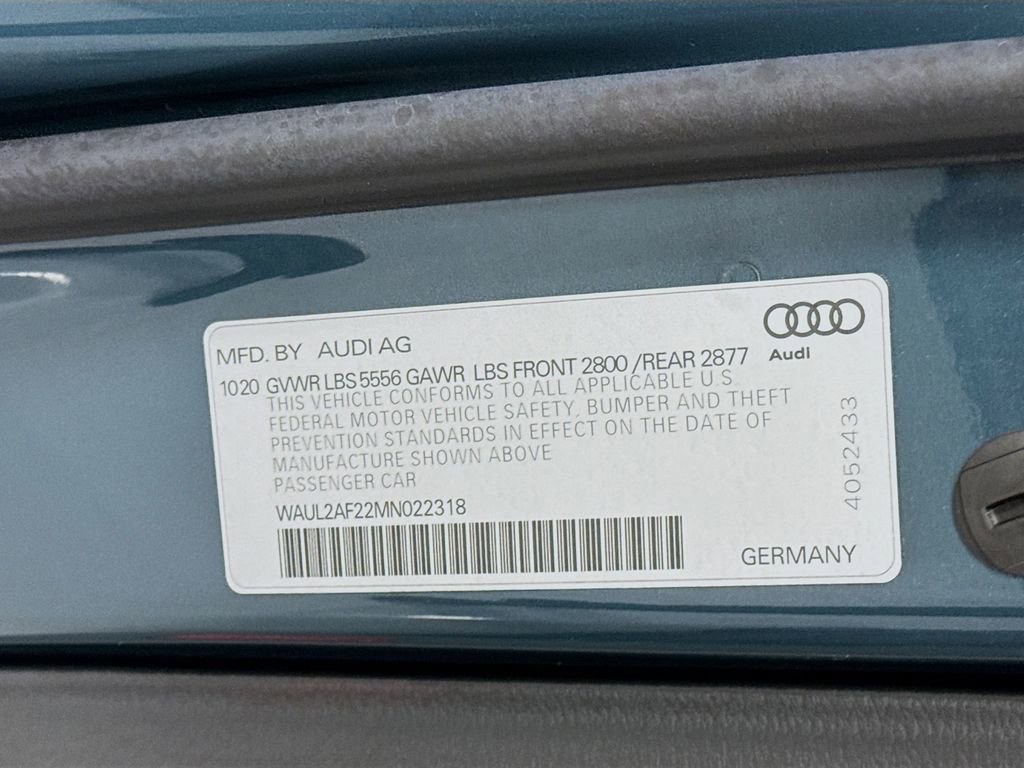 MFD. BY AUDI AG
Audi
1020 GVWR LBS 5556 GAWR LBS FRONT 2800 /REAR 2877
THIS VEHICLE CONFORMS TO ALL APPLICABLE U.S.
FEDERAL MOTOR VEHICLE SAFETY, BUMPER AND THEFT
PREVENTION STANDARDS IN EFFECT ON THE DATE OF
MANUFACTURE SHOWN ABOVE
PASSENGER CAR
WAUL2AF22MN022318
GERMANY
4052433